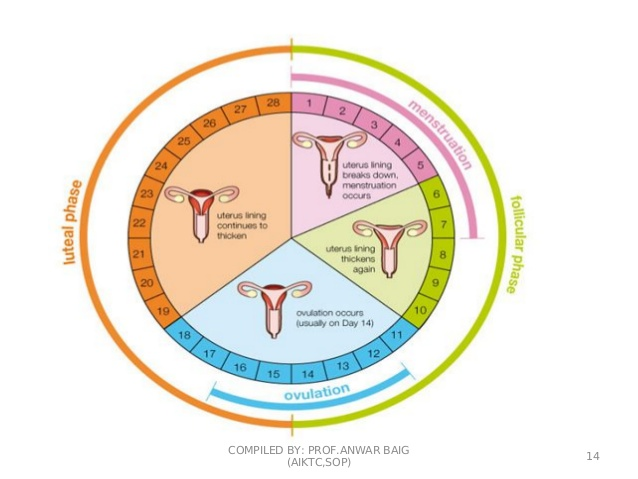 28
1
2
3
4
5
6
7
8
9
10
11
12
13
14
15
16
17
18
19
20
21
22
23
24
25
26
27
menstruation
follicular phase
luteal phase
ovulation
uterus lining
breaks down,
menstruation
occurs
uterus lining
thickens
again
ovulation occurs
(usually on Day 14)
uterus lining
continues to
thicken
COMPILED BY: PROF.ANWAR BAIG
(AIKTC,SOP)
14